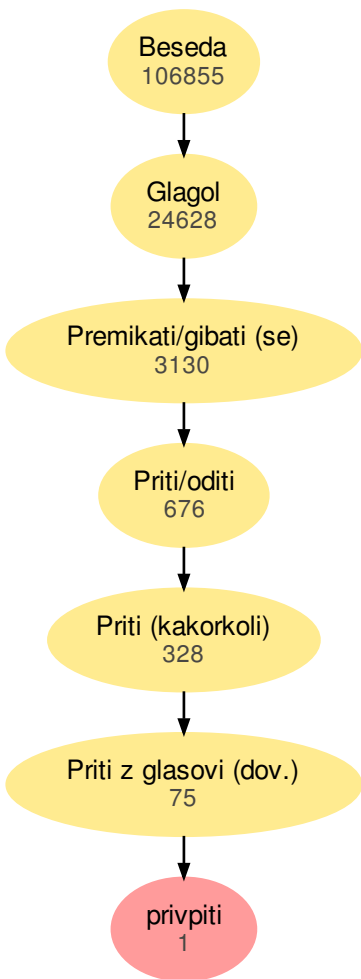 Beseda
106855
Glagol
24628
Premikati/gibati (se)
3130
Priti/oditi
676
Priti (kakorkoli)
328
Priti z glasovi (dov.)
75
privpiti
1